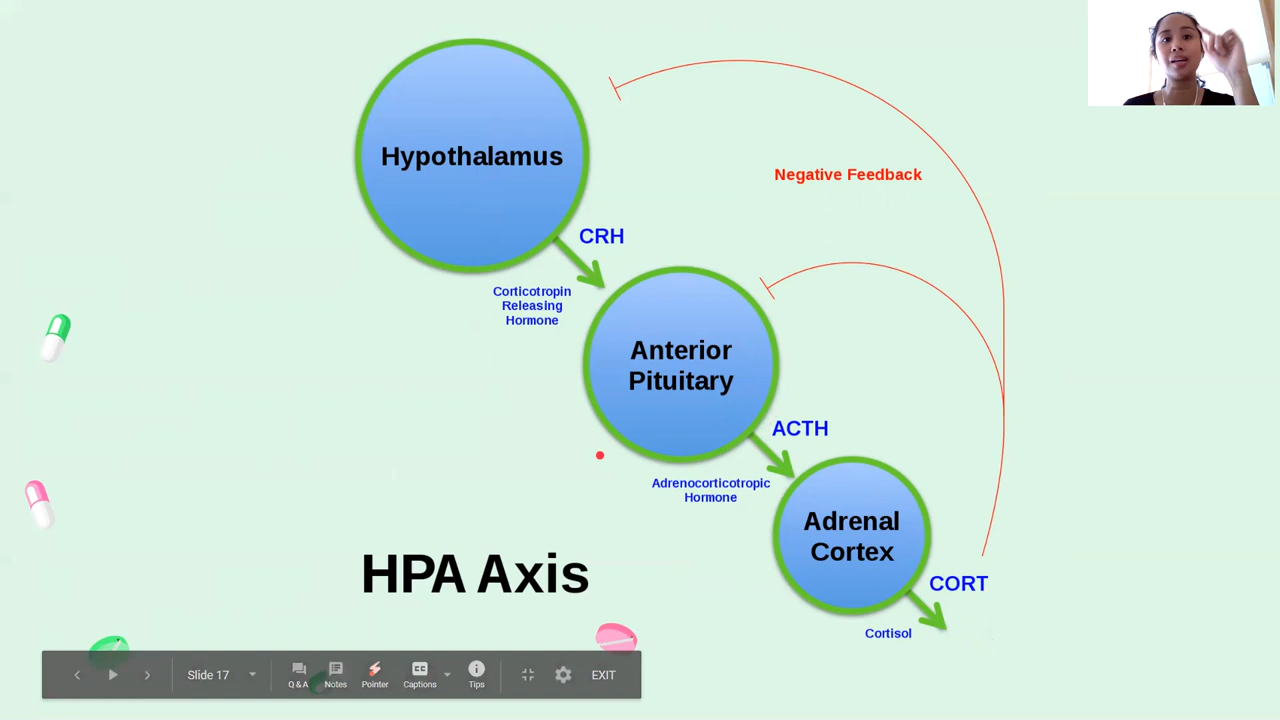 Hypothalamus
Negative Feedback
CRH
Corticotropin
Releasing
Hormone
Anterior
Pituitary
ACTH
Adrenocorticotropic
Hormone
Adrenal
Cortex
CORT
Cortisol
HPA Axis
Slide 17
Q & A
Notes
Pointer
CC
Captions
Tips
EXIT